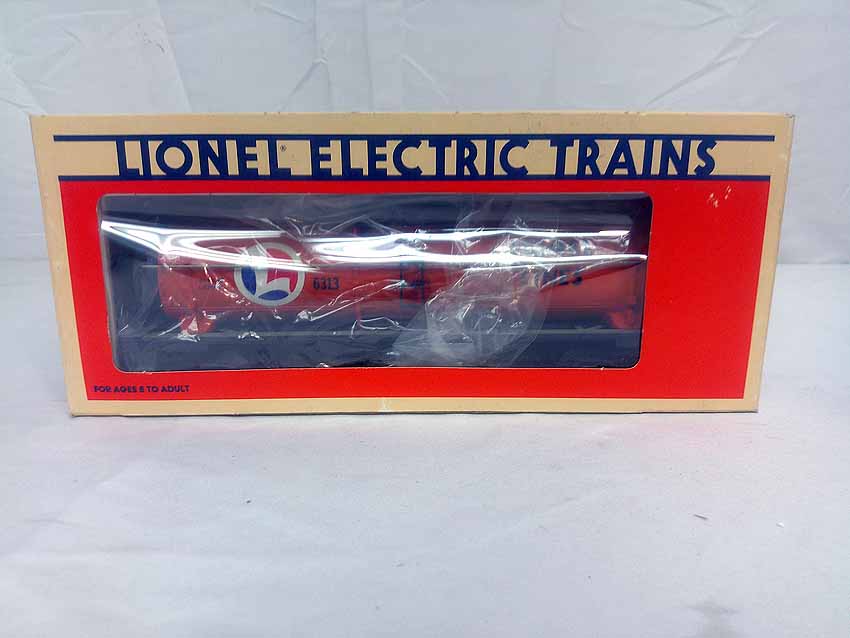 LIONEL® ELECTRIC TRAINS
L
6313
FOR AGES 8 TO ADULT